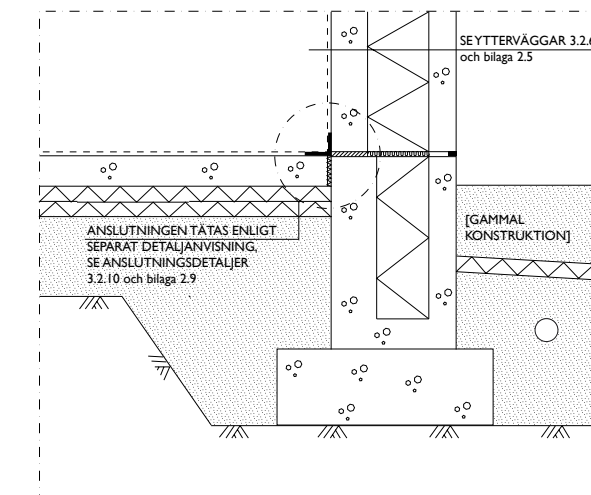 SE YTTERVÄGGAR 3.2.6
och bilaga 2.5
[GAMMAL
KONSTRUKTION]
ANSLUTNINGEN TÄTAS ENLIGT
SEPARAT DETALJANVISNING,
SE ANSLUTNINGSDETALJER
3.2.10 och bilaga 2.9